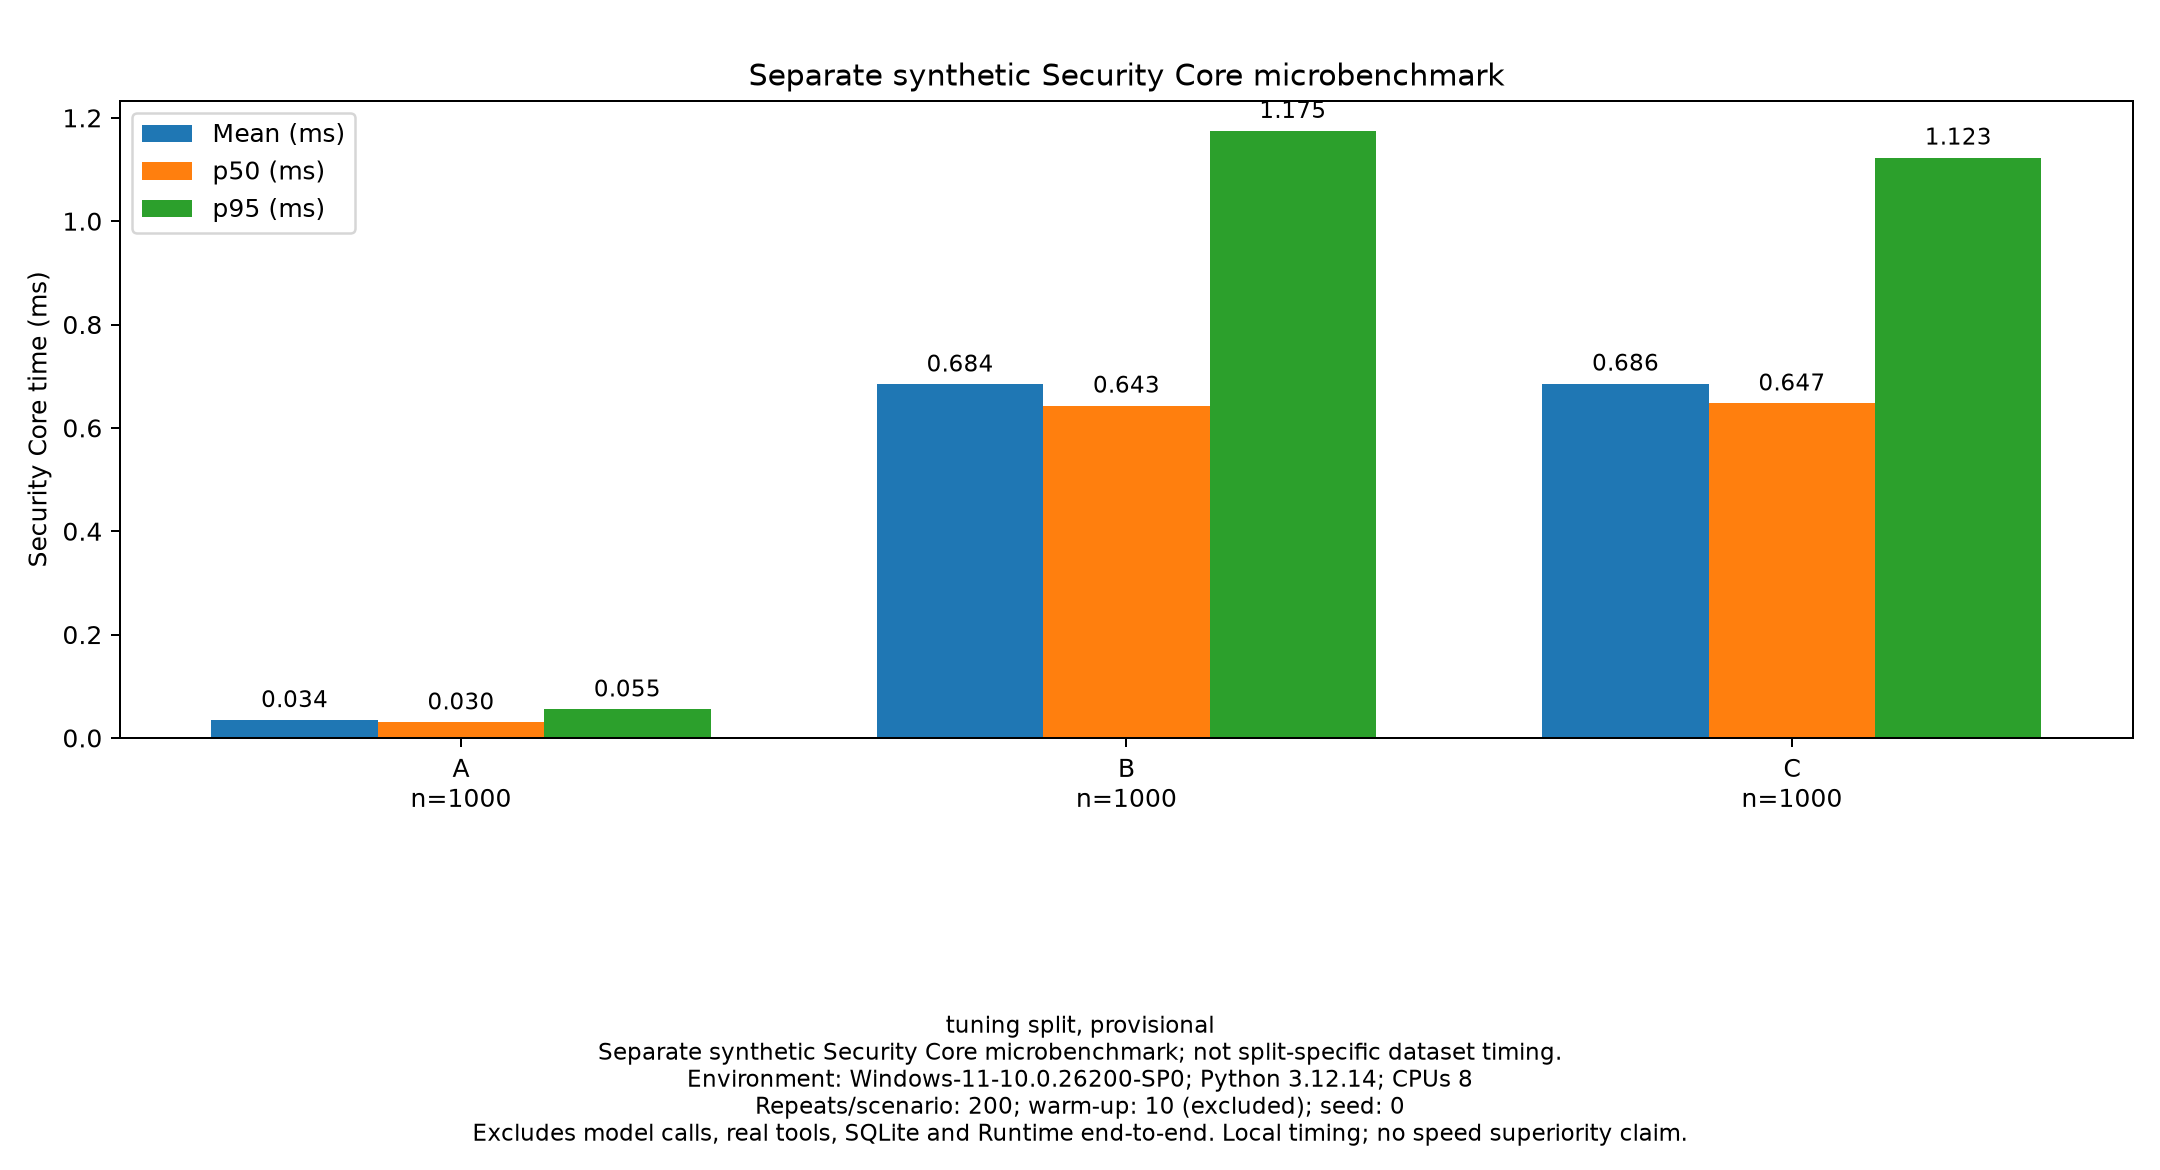 Separate synthetic Security Core microbenchmark
Mean (ms)
p50 (ms)
p95 (ms)
Security Core time (ms)
1.2
1.0
0.8
0.6
0.4
0.2
0.0
0.034
0.030
0.055
0.684
0.643
1.175
0.686
0.647
1.123
A
n=1000
B
n=1000
C
n=1000
tuning split, provisional
Separate synthetic Security Core microbenchmark; not split-specific dataset timing.
Environment: Windows-11-10.0.26200-SP0; Python 3.12.14; CPUs 8
Repeats/scenario: 200; warm-up: 10 (excluded); seed: 0
Excludes model calls, real tools, SQLite and Runtime end-to-end. Local timing; no speed superiority claim.